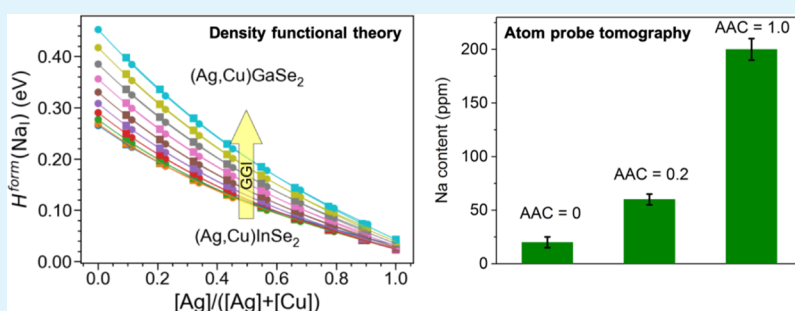 Density functional theory
(Ag,Cu)GaSe₂
GGI
(Ag,Cu)InSe₂
H^form(Na_I) (eV)
0.40
0.30
0.20
0.10
0.00
0.0 0.2 0.4 0.6 0.8 1.0
[Ag]/([Ag]+[Cu])
Atom probe tomography
AAC = 1.0
AAC = 0.2
AAC = 0
Na content (ppm)
200
150
100
50
0